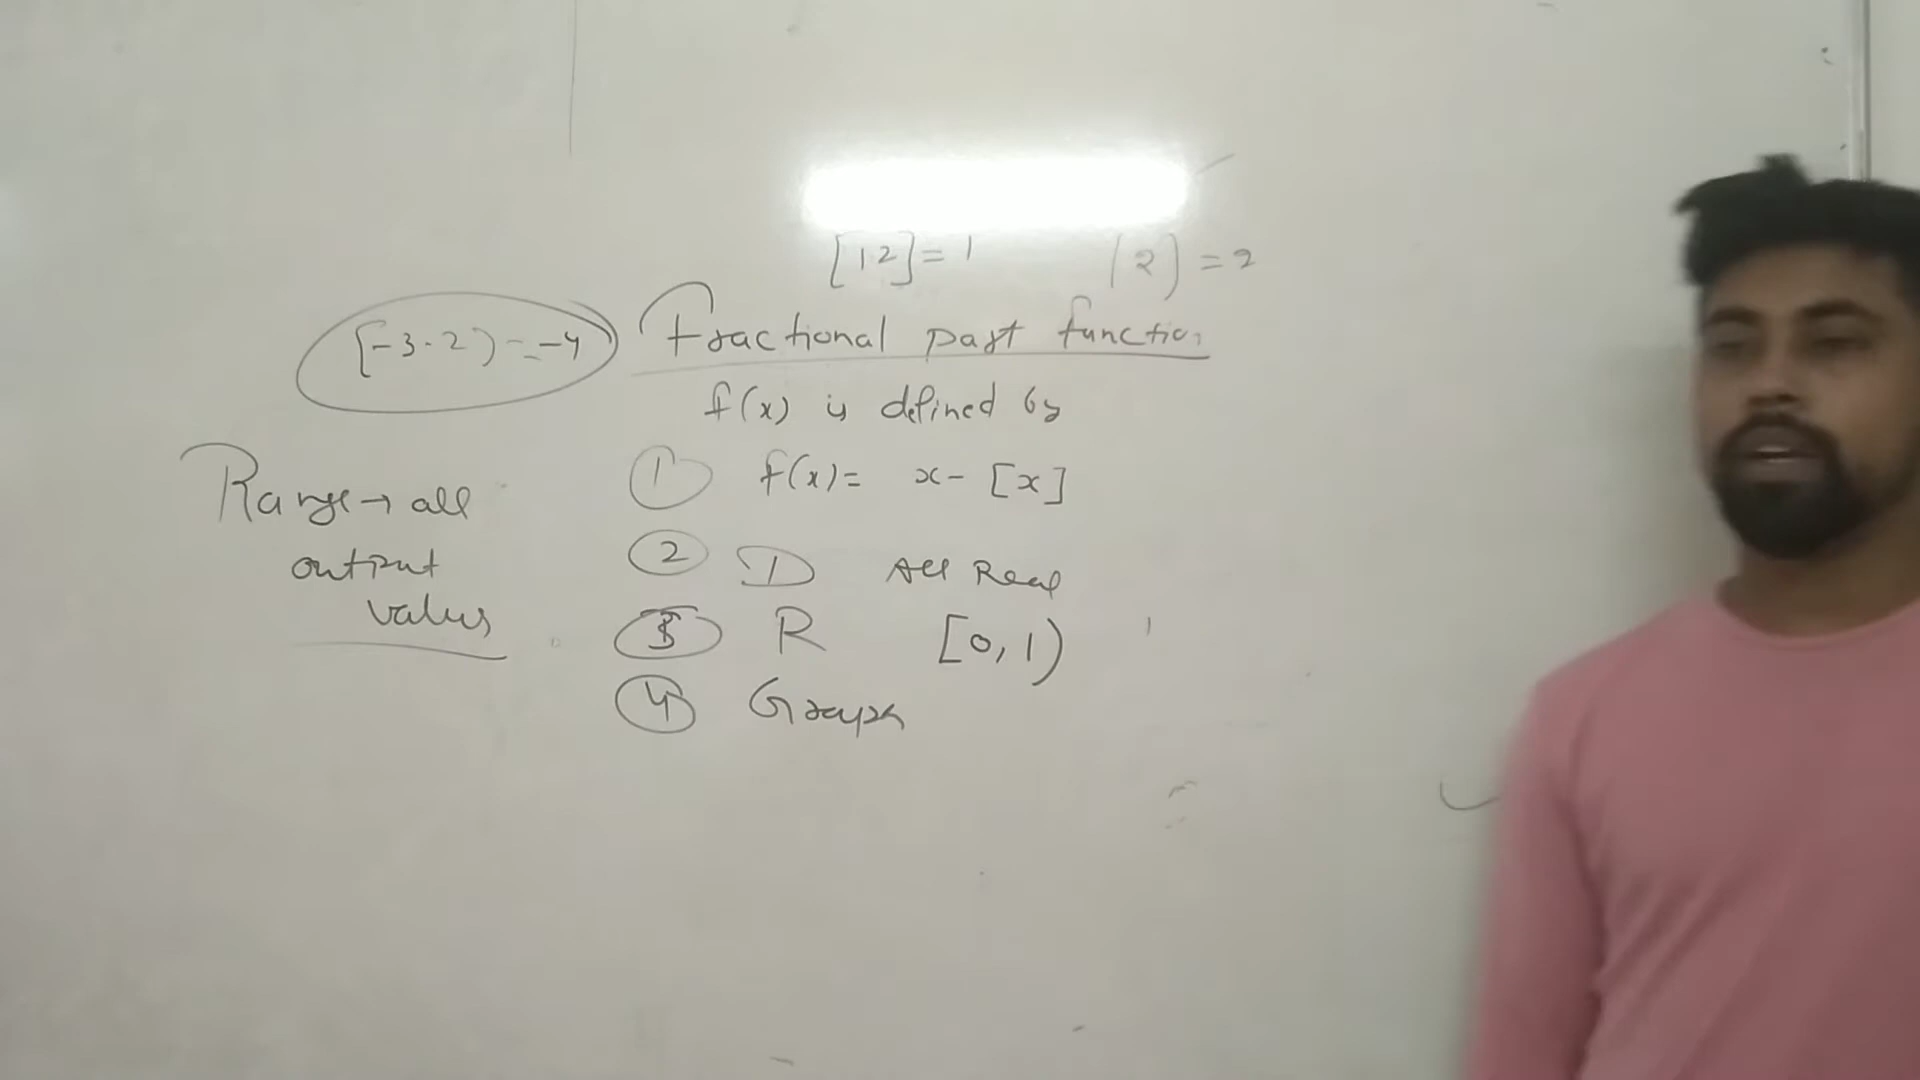 [1.2] = 1 [2] = 2
[-3.2) = -4
Fractional part function
f(x) is defined by
① f(x) = x - [x]
② D All Real
③ R [0, 1)
④ Graph
Range → all
output
values